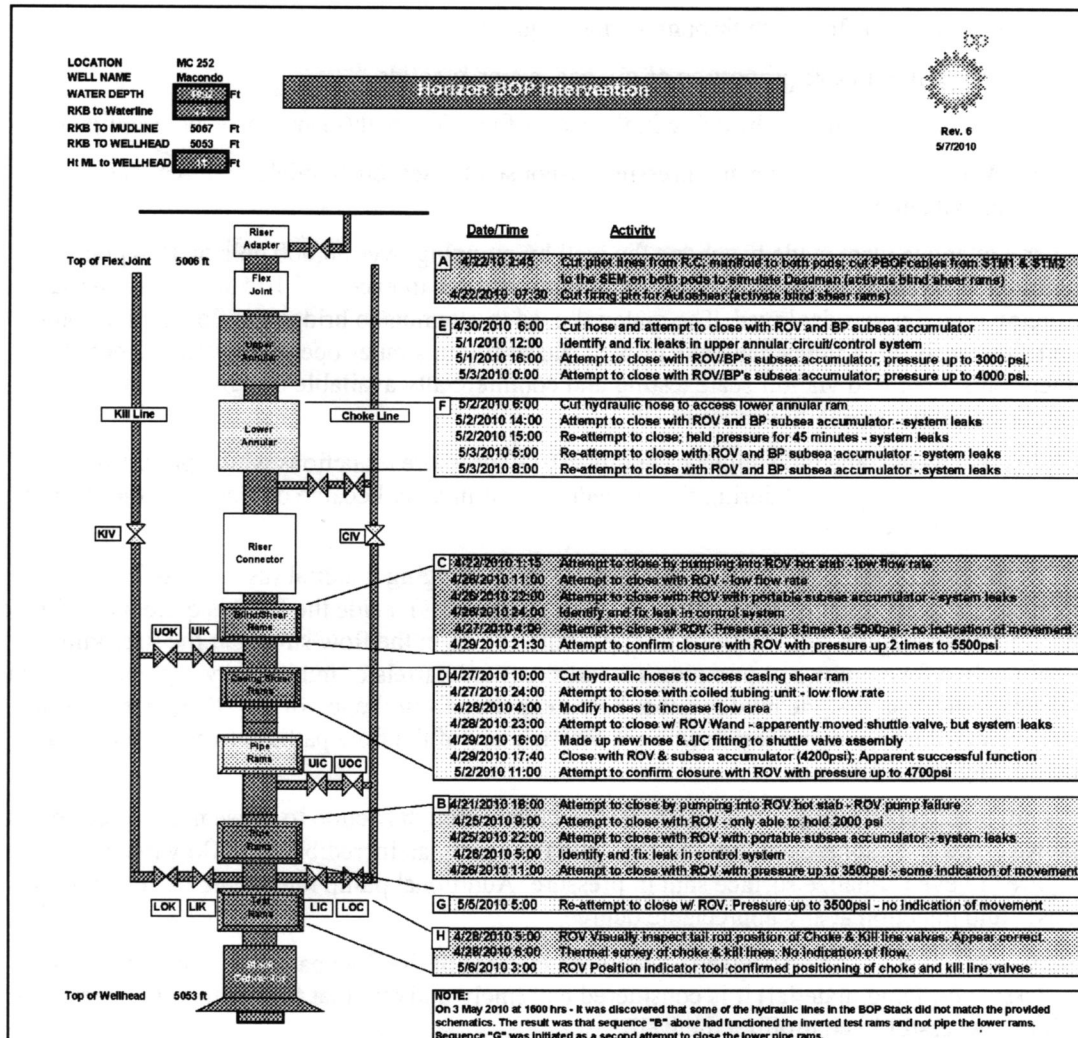 bp
LOCATION MC 252
WELL NAME Macondo
WATER DEPTH Ft
RKB to Waterline Ft
RKB TO MUDLINE 5067 Ft
RKB TO WELLHEAD 5053 Ft
Ht ML to WELLHEAD Ft
Horizon BOP Intervention
Rev. 6
5/7/2010
Date/Time Activity
Riser Adapter
Top of Flex Joint 5006 ft
Flex Joint
Upper Annular
Kill Line
Choke Line
Lower Annular
KIV
CIV
Riser Connector
Blind/Shear Rams
UOK UIK
Casing Shear Rams
Pipe Rams
UIC UOC
Pipe Rams
LOK LIK
LIC LOC
Test Rams
Top of Wellhead 5053 ft
A 4/22/10 2:45 Cut pilot lines from R.C. manifold to both pods; cut PBOFcables from STM1 & STM2
to the SEM on both pods to simulate Deadman (activate blind shear rams)
4/22/2010 07:30 Cut firing pin for Autoshear (activate blind shear rams)
E 4/30/2010 6:00 Cut hose and attempt to close with ROV and BP subsea accumulator
5/1/2010 12:00 Identify and fix leaks in upper annular circuit/control system
5/1/2010 16:00 Attempt to close with ROV/BP's subsea accumulator; pressure up to 3000 psi.
5/3/2010 0:00 Attempt to close with ROV/BP's subsea accumulator; pressure up to 4000 psi.
F 5/2/2010 6:00 Cut hydraulic hose to access lower annular ram
5/2/2010 14:00 Attempt to close with ROV and BP subsea accumulator - system leaks
5/2/2010 15:00 Re-attempt to close; held pressure for 45 minutes - system leaks
5/3/2010 5:00 Re-attempt to close with ROV and BP subsea accumulator - system leaks
5/3/2010 8:00 Re-attempt to close with ROV and BP subsea accumulator - system leaks
C 4/22/2010 1:15 Attempt to close by pumping into ROV hot stab - low flow rate
4/26/2010 11:00 Attempt to close with ROV - low flow rate
4/26/2010 22:00 Attempt to close with portable subsea accumulator - system leaks
4/26/2010 24:00 Identify and fix leak in control system
4/27/2010 4:00 Attempt to close w/ ROV. Pressure up 8 times to 5000psi - no indication of movement
4/29/2010 21:30 Attempt to confirm closure with ROV with pressure up 2 times to 5500psi
D 4/27/2010 10:00 Cut hydraulic hoses to access casing shear ram
4/27/2010 24:00 Attempt to close with coiled tubing unit - low flow rate
4/28/2010 4:00 Modify hoses to increase flow area
4/28/2010 23:00 Attempt to close w/ ROV Wand - apparently moved shuttle valve, but system leaks
4/29/2010 16:00 Made up new hose & JIC fitting to shuttle valve assembly
4/29/2010 17:40 Close with ROV & subsea accumulator (4200psi); Apparent successful function
5/2/2010 11:00 Attempt to confirm closure with ROV with pressure up to 4700psi
B 4/21/2010 18:00 Attempt to close by pumping into ROV hot stab - ROV pump failure
4/25/2010 9:00 Attempt to close with ROV - only able to hold 2000 psi
4/25/2010 22:00 Attempt to close with ROV with portable subsea accumulator - system leaks
4/26/2010 5:00 Identify and fix leak in control system
4/26/2010 11:00 Attempt to close with ROV with pressure up to 3500psi - some indication of movement
G 5/5/2010 5:00 Re-attempt to close w/ ROV. Pressure up to 3500psi - no indication of movement
H 4/28/2010 5:00 ROV Visually inspect tail rod position of Choke & Kill line valves. Appear correct.
4/28/2010 6:00 Thermal survey of choke & kill lines. No indication of flow.
5/6/2010 3:00 ROV Position indicator tool confirmed positioning of choke and kill line valves
NOTE:
On 3 May 2010 at 1600 hrs - it was discovered that some of the hydraulic lines in the BOP Stack did not match the provided
schematics. The result was that sequence "B" above had functioned the inverted test rams and not pipe the lower rams.
Sequence "G" was initiated as a second attempt to close the lower pipe rams.